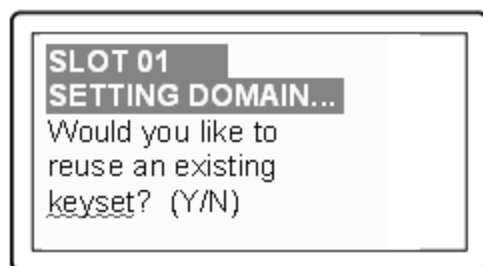 SLOT 01
SETTING DOMAIN...
Would you like to
reuse an existing
keyset? (Y/N)